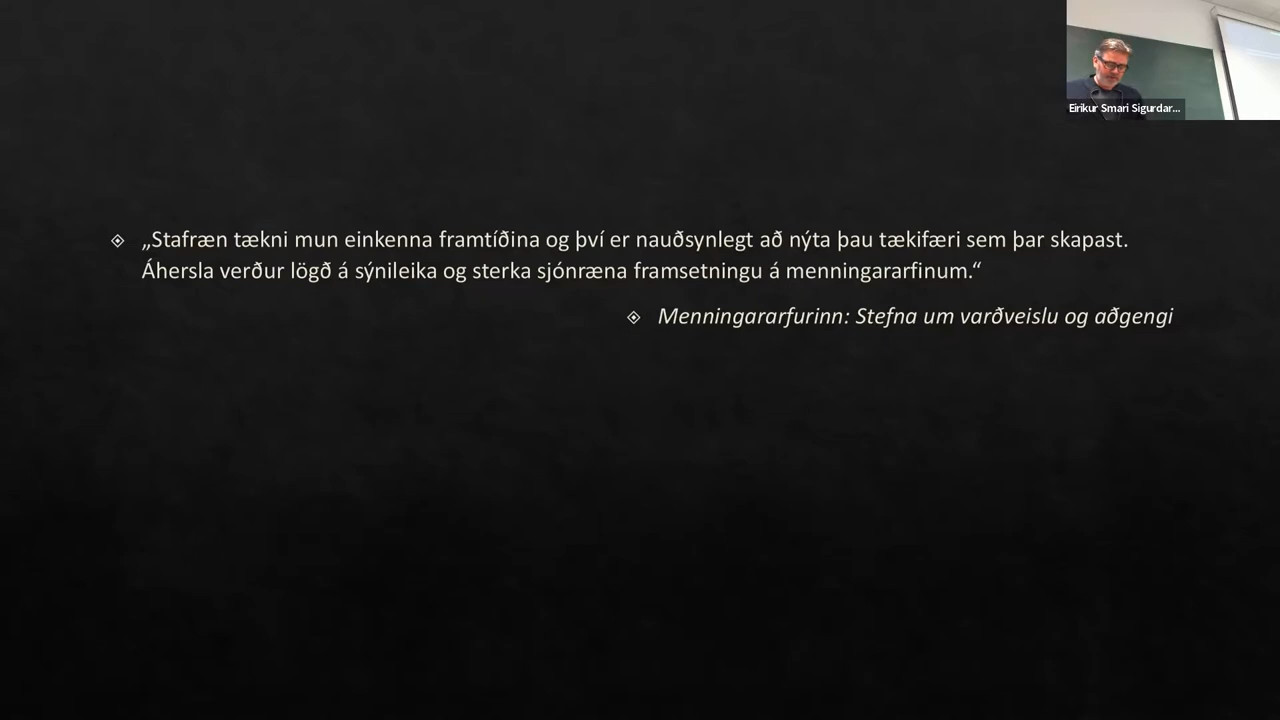 Eirikur Smari Sigurdar...
„Stafræn tækni mun einkenna framtíðina og því er nauðsynlegt að nýta þau tækifæri sem þar skapast.
Áhersla verður lögð á sýnileika og sterka sjónræna framsetningu á menningararfinum.“
Menningararfurinn: Stefna um varðveislu og aðgengi